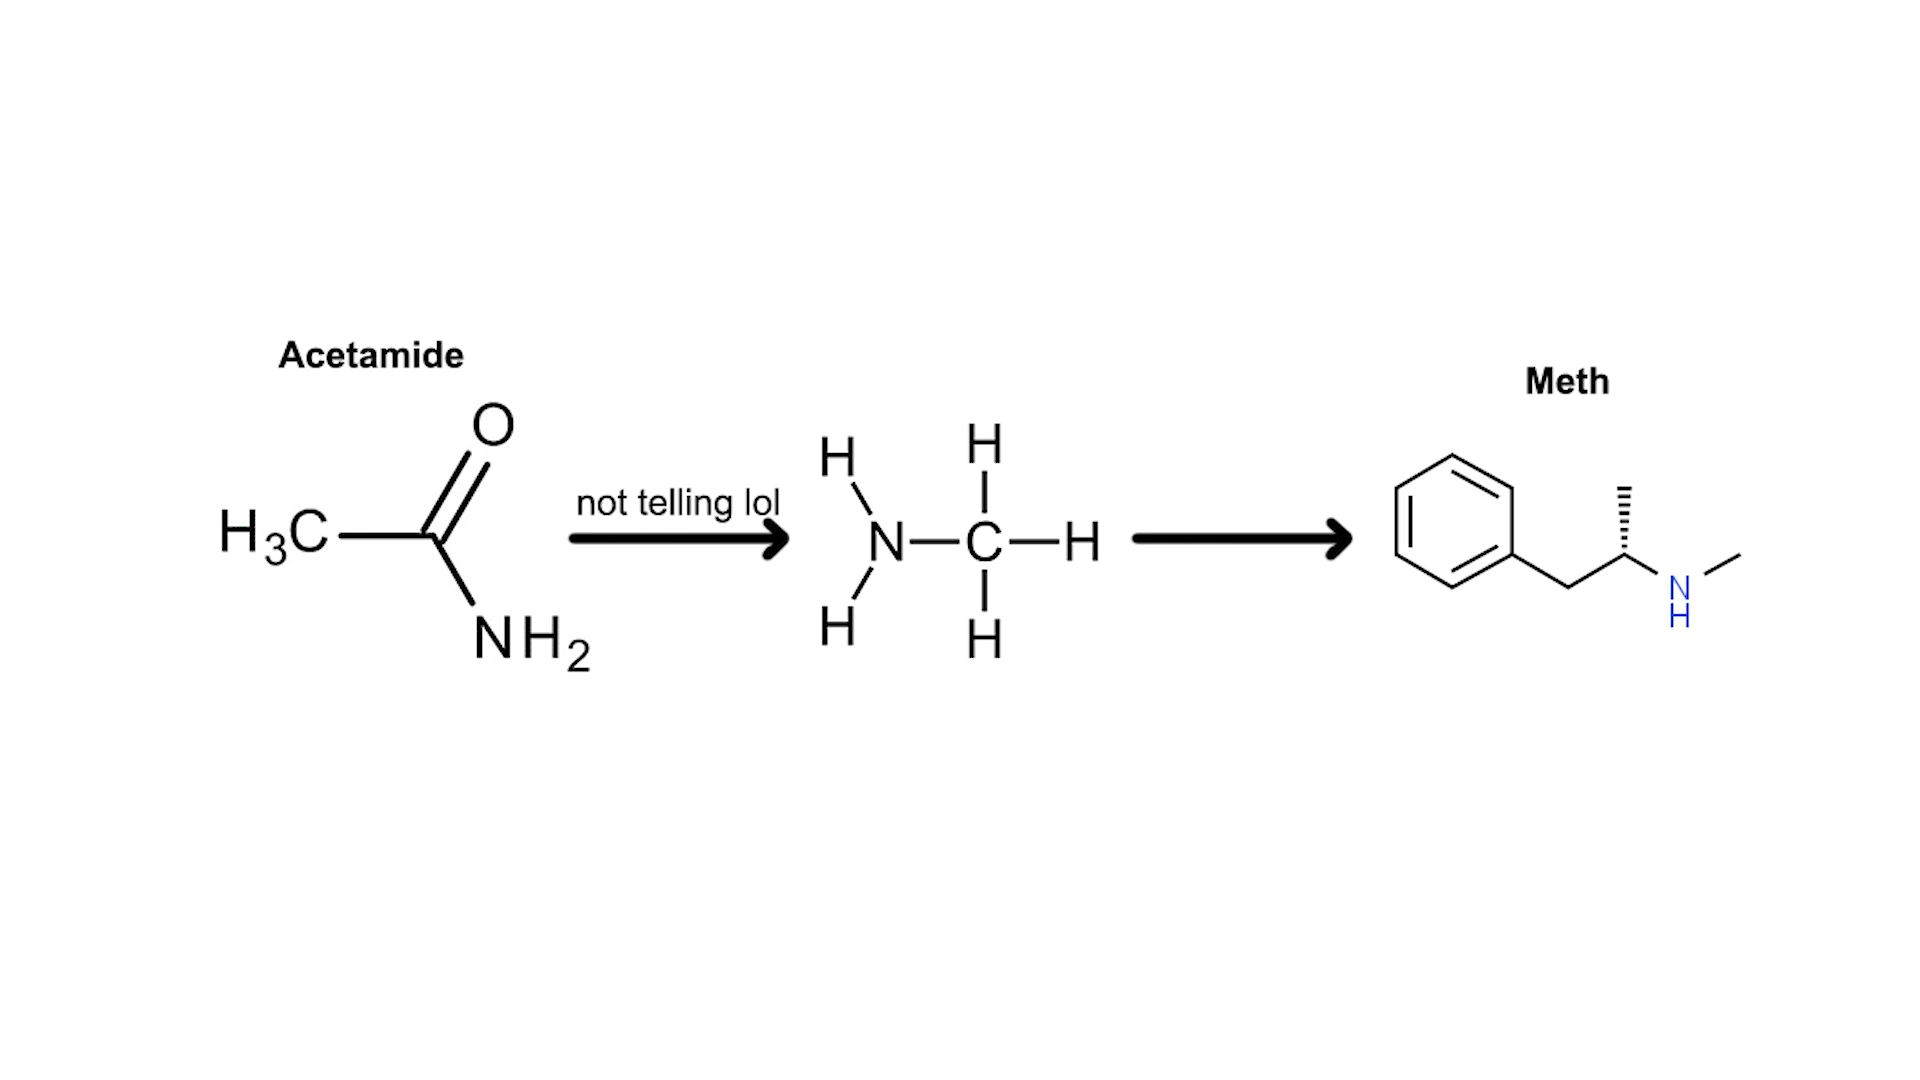 Acetamide
O
H₃C
NH₂
not telling lol
H
H
N C H
H
H
Meth
N
H